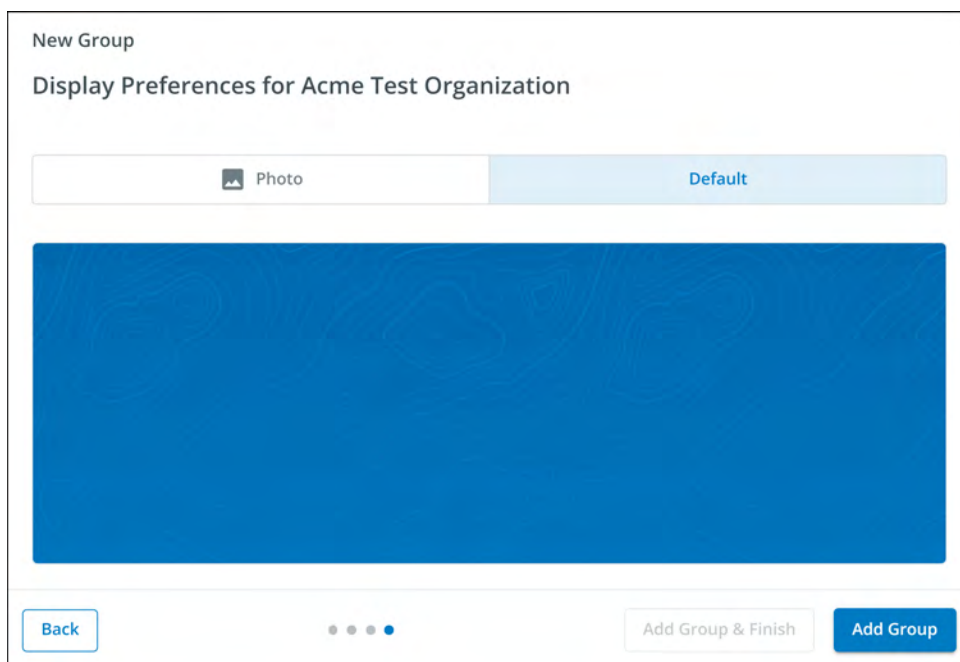 New Group
Display Preferences for Acme Test Organization
Photo
Default
Back
Add Group & Finish
Add Group